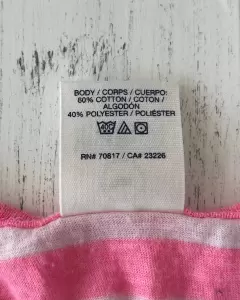 BODY / CORPS / CUERPO:
60% COTTON / COTON /
ALGODÓN
40% POLYESTER / POLIÉSTER
RN# 70817 / CA# 23226